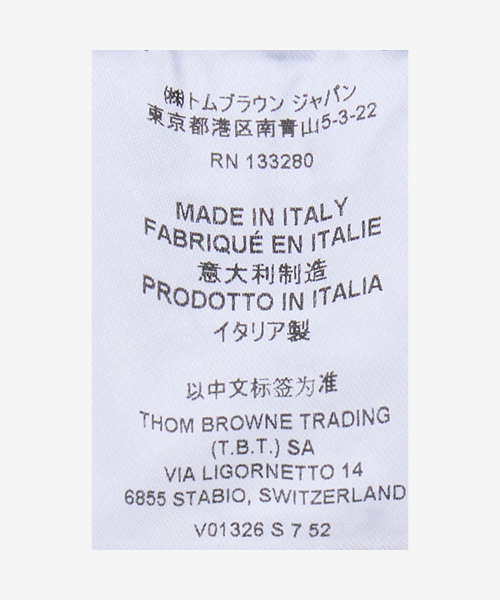 ㈱トムブラウン ジャパン
東京都港区南青山5-3-22
RN 133280
MADE IN ITALY
FABRIQUÉ EN ITALIE
意大利制造
PRODOTTO IN ITALIA
イタリア製
以中文标签为准
THOM BROWNE TRADING
(T.B.T.) SA
VIA LIGORNETTO 14
6855 STABIO, SWITZERLAND
V01326 S 7 52